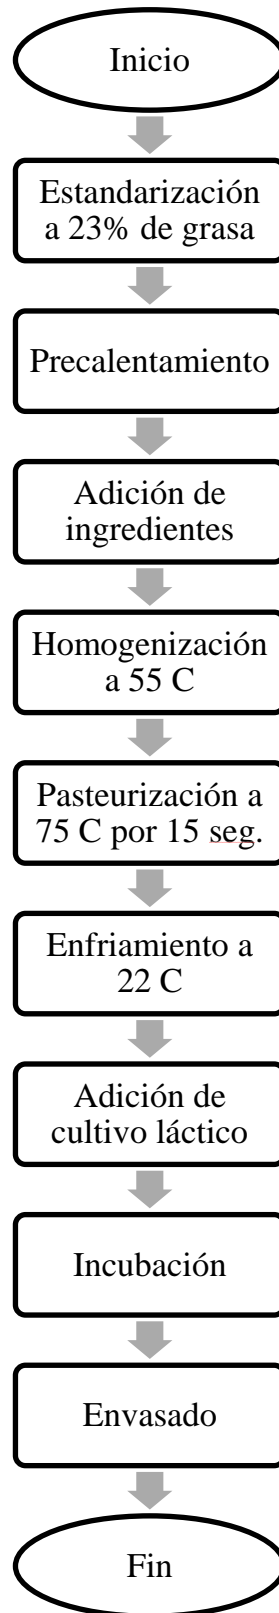 Inicio
Estandarización
a 23% de grasa
Precalentamiento
Adición de
ingredientes
Homogenización
a 55 C
Pasteurización a
75 C por 15 seg.
Enfriamiento a
22 C
Adición de
cultivo láctico
Incubación
Envasado
Fin